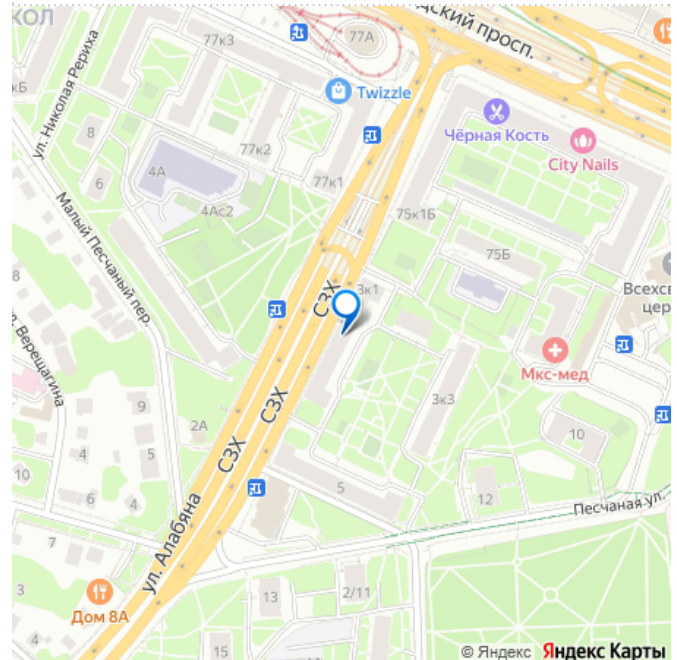 КОЛ
77к3
77А
дский просп.
кБ
ул. Николая Рериха
8
Twizzle
Чёрная Кость
City Nails
77к2
6
4А
77к1
4Ас2
75к1Б
75Б
Малый Песчаный пер.
8
3к1
СЗХ
Всехсв
цер
л. Верещагина
Мкс-мед
3к3
9
СЗХ
2А
4
5
10
СЗХ
10
6
4
5
12
ул. Алабяна
Песчаная ул.
7
Дом 8А
13
2/11
4
15
© Яндекс Яндекс Карты